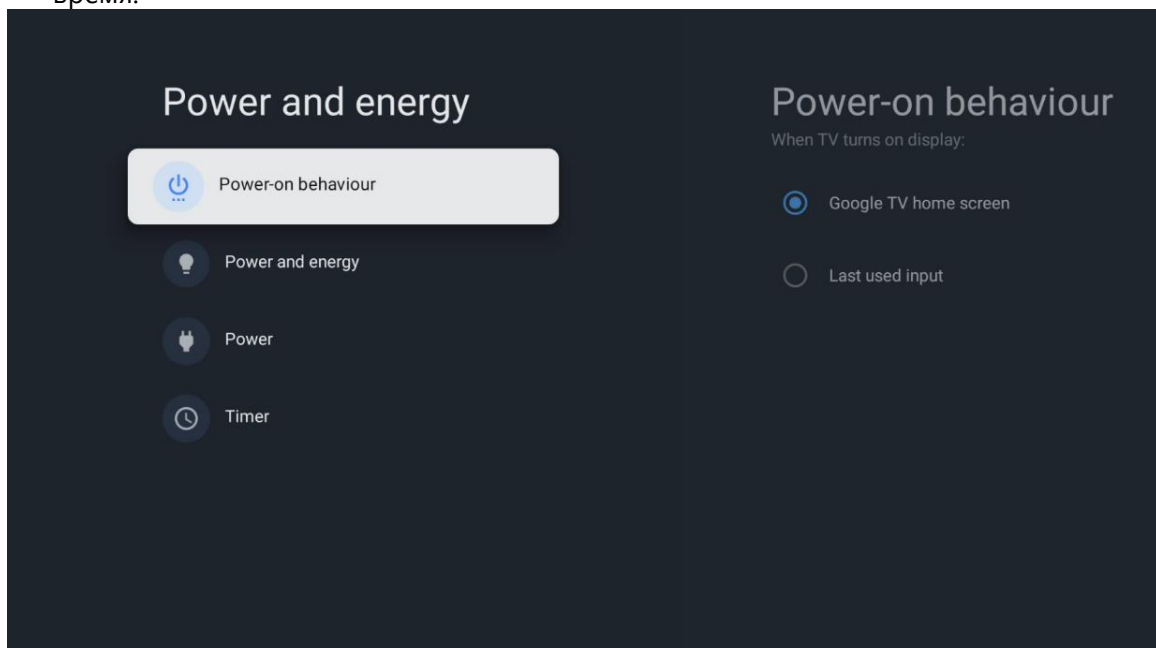 время.
Power and energy
Power-on behaviour
Power and energy
Power
Timer
Power-on behaviour
When TV turns on display:
Google TV home screen
Last used input